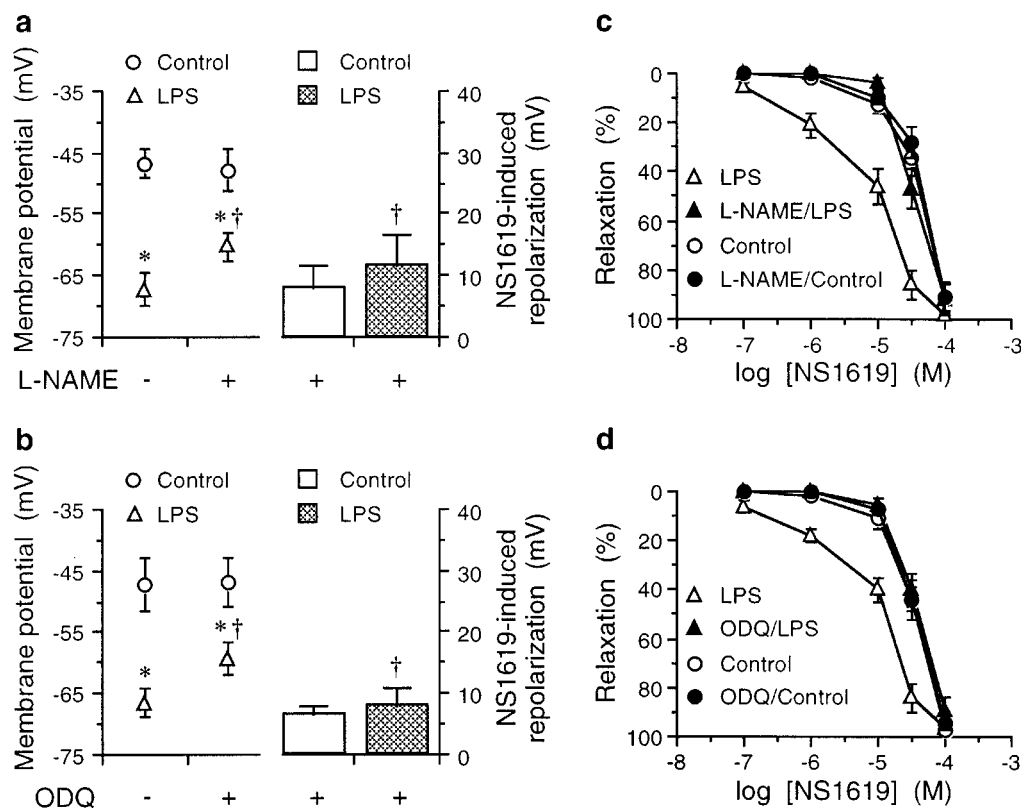 a
Membrane potential (mV)
Control
LPS
-35
-45
-55
-65
-75
*
* †
Control
LPS
†
40
30
20
10
0
NS1619-induced
repolarization (mV)
L-NAME - + + +
c
Relaxation (%)
0
20
40
60
80
100
LPS
L-NAME/LPS
Control
L-NAME/Control
-8 -7 -6 -5 -4 -3
log [NS1619] (M)
b
Membrane potential (mV)
Control
LPS
-35
-45
-55
-65
-75
*
* †
Control
LPS
†
40
30
20
10
0
NS1619-induced
repolarization (mV)
ODQ - + + +
d
Relaxation (%)
0
20
40
60
80
100
LPS
ODQ/LPS
Control
ODQ/Control
-8 -7 -6 -5 -4 -3
log [NS1619] (M)